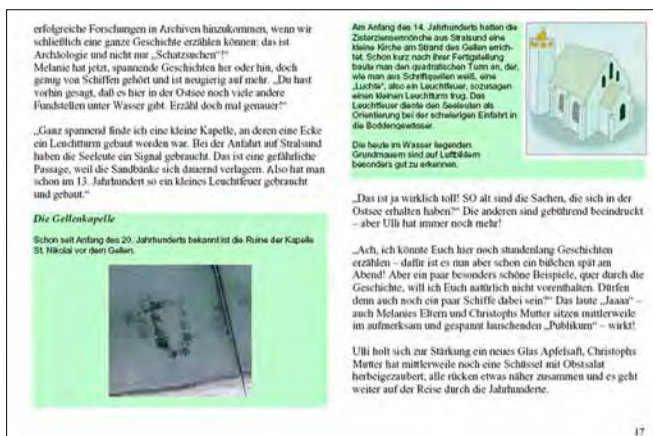 erfolgreiche Forschungen in Archiven hinzukommen, wenn wir
schließlich eine ganze Geschichte erzählen können: das ist
Archäologie und nicht nur „Schatzsuchen“!
Melanie hat jetzt, spannende Geschichten her oder hin, doch
genug von Schiffen gehört und ist neugierig auf mehr. „Du hast
vorhin gesagt, daß es hier in der Ostsee noch viele andere
Fundstellen unter Wasser gibt. Erzähl doch mal genauer!“
„Ganz spannend finde ich eine kleine Kapelle, an deren eine Ecke
ein Leuchtturm gebaut worden war. Bei der Anfahrt auf Stralsund
haben die Seeleute ein Signal gebraucht. Das ist eine gefährliche
Passage, weil die Sandbänke sich dauernd verlagern. Also hat man
schon im 13. Jahrhundert so ein kleines Leuchtfeuer gebraucht
und gebaut.“
Die Gellenkapelle
Schon seit Anfang des 20. Jahrhunderts bekannt ist die Ruine der Kapelle
St. Nikolai vor dem Gellen.
Am Anfang des 14. Jahrhunderts hatten die
Zisterziensermönche aus Stralsund eine
kleine Kirche am Strand des Gellen errich-
tet. Schon kurz nach ihrer Fertigstellung
baute man den quadratischen Turm an, der,
wie man aus Schriftquellen weiß, eine
„Luchte“, also ein Leuchtfeuer, sozusagen
einen kleinen Leuchtturm trug. Das
Leuchtfeuer diente den Seeleuten als
Orientierung bei der schwierigen Einfahrt in
die Boddengewässer.
Die heute im Wasser liegenden
Grundmauern sind auf Luftbildern
besonders gut zu erkennen.
„Das ist ja wirklich toll! SO alt sind die Sachen, die sich in der
Ostsee erhalten haben?“ Die anderen sind gebührend beeindruckt
– aber Ulli hat immer noch mehr!
„Ach, ich könnte Euch hier noch stundenlang Geschichten
erzählen – dafür ist es nun aber schon ein bißchen spät am
Abend! Aber ein paar besonders schöne Beispiele, quer durch die
Geschichte, will ich Euch natürlich nicht vorenthalten. Dürfen
denn auch noch ein paar Schiffe dabei sein?“ Das laute „Jaaaa“ –
auch Melanies Eltern und Christophs Mutter sitzen mittlerweile
im aufmerksam und gespannt lauschenden „Publikum“ – wirkt!
Ulli holt sich zur Stärkung ein neues Glas Apfelsaft, Christophs
Mutter hat mittlerweile noch eine Schüssel mit Obstsalat
herbeigezaubert, alle rücken etwas näher zusammen und es geht
weiter auf der Reise durch die Jahrhunderte.
17